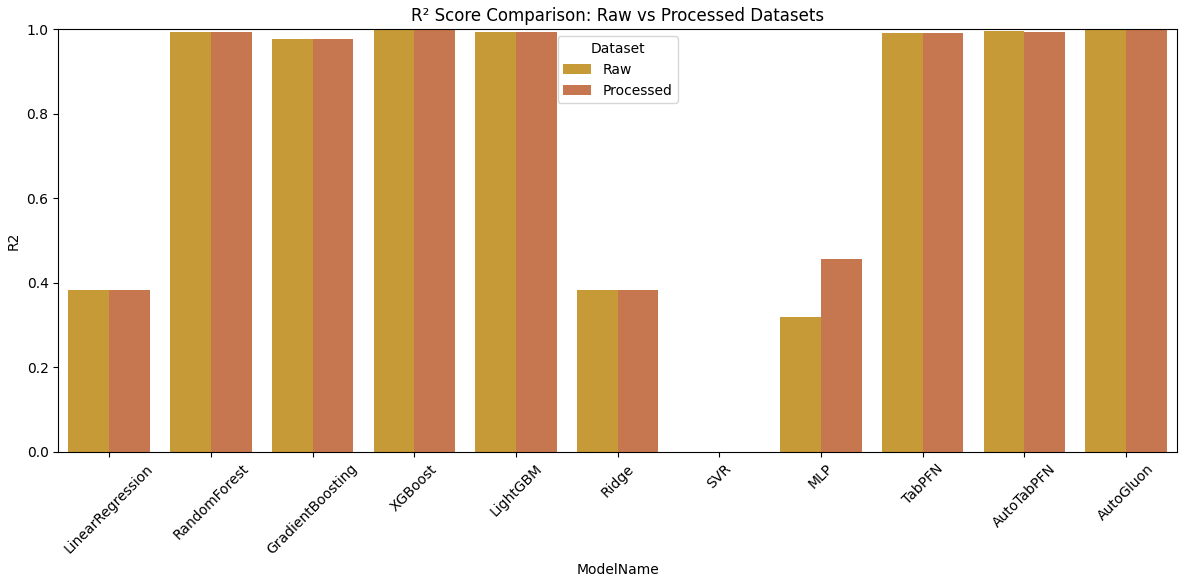 R² Score Comparison: Raw vs Processed Datasets
Dataset
Raw
Processed
R2
1.0
0.8
0.6
0.4
0.2
0.0
LinearRegression
RandomForest
GradientBoosting
XGBoost
LightGBM
Ridge
SVR
MLP
TabPFN
AutoTabPFN
AutoGluon
ModelName